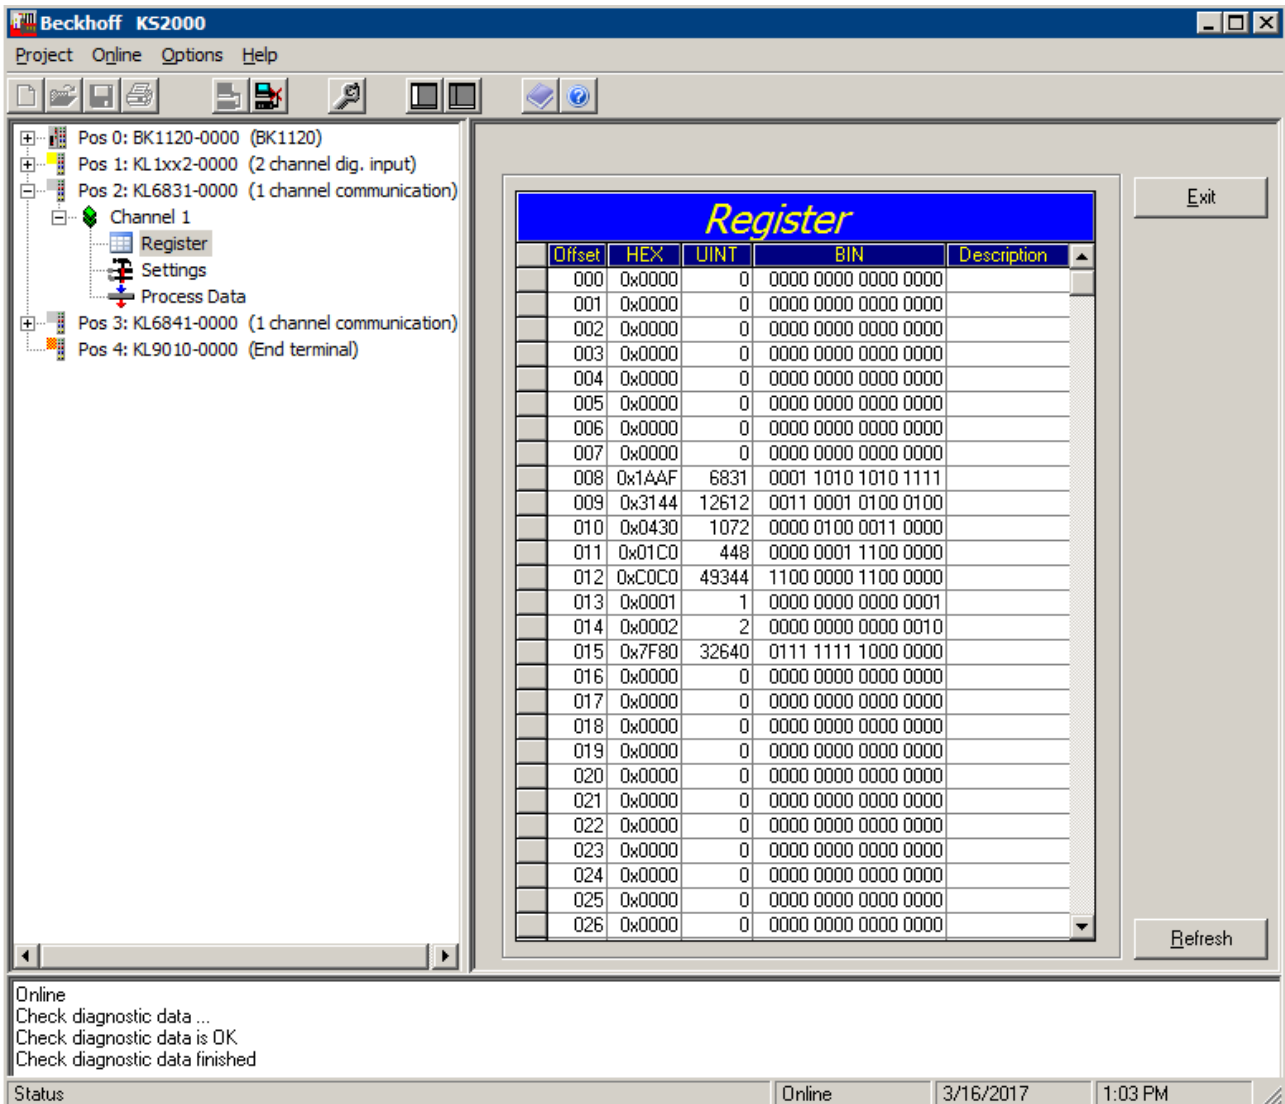 Beckhoff KS2000
Project Online Options Help
Pos 0: BK1120-0000 (BK1120)
Pos 1: KL1xx2-0000 (2 channel dig. input)
Pos 2: KL6831-0000 (1 channel communication)
Channel 1
Register
Settings
Process Data
Pos 3: KL6841-0000 (1 channel communication)
Pos 4: KL9010-0000 (End terminal)
Register
Offset HEX UINT BIN Description
000 0x0000 0 0000 0000 0000 0000
001 0x0000 0 0000 0000 0000 0000
002 0x0000 0 0000 0000 0000 0000
003 0x0000 0 0000 0000 0000 0000
004 0x0000 0 0000 0000 0000 0000
005 0x0000 0 0000 0000 0000 0000
006 0x0000 0 0000 0000 0000 0000
007 0x0000 0 0000 0000 0000 0000
008 0x1AAF 6831 0001 1010 1010 1111
009 0x3144 12612 0011 0001 0100 0100
010 0x0430 1072 0000 0100 0011 0000
011 0x01C0 448 0000 0001 1100 0000
012 0xC0C0 49344 1100 0000 1100 0000
013 0x0001 1 0000 0000 0000 0001
014 0x0002 2 0000 0000 0000 0010
015 0x7F80 32640 0111 1111 1000 0000
016 0x0000 0 0000 0000 0000 0000
017 0x0000 0 0000 0000 0000 0000
018 0x0000 0 0000 0000 0000 0000
019 0x0000 0 0000 0000 0000 0000
020 0x0000 0 0000 0000 0000 0000
021 0x0000 0 0000 0000 0000 0000
022 0x0000 0 0000 0000 0000 0000
023 0x0000 0 0000 0000 0000 0000
024 0x0000 0 0000 0000 0000 0000
025 0x0000 0 0000 0000 0000 0000
026 0x0000 0 0000 0000 0000 0000
Exit
Refresh
Online
Check diagnostic data ...
Check diagnostic data is OK
Check diagnostic data finished
Status Online 3/16/2017 1:03 PM